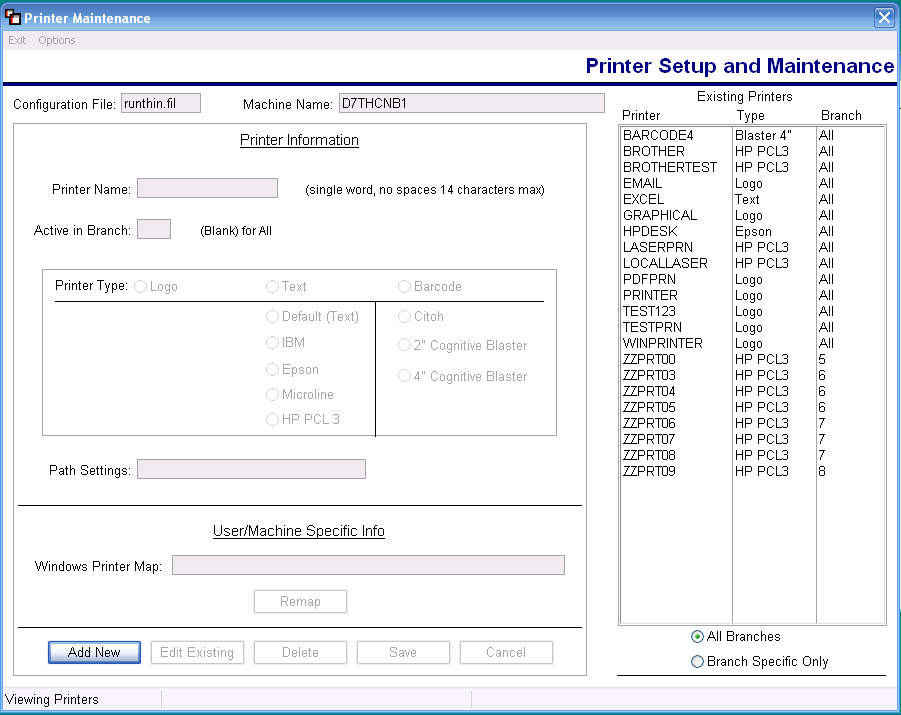 Printer Maintenance
Exit Options
Printer Setup and Maintenance
Configuration File: runthin.fil Machine Name: D7THCNB1
Printer Information
Printer Name: (single word, no spaces 14 characters max)
Active in Branch: (Blank) for All
Printer Type: Logo Text Barcode
Default (Text) Citoh
IBM 2" Cognitive Blaster
Epson 4" Cognitive Blaster
Microline
HP PCL 3
Path Settings:
User/Machine Specific Info
Windows Printer Map:
Remap
Add New Edit Existing Delete Save Cancel
Existing Printers
Printer Type Branch
BARCODE4 Blaster 4" All
BROTHER HP PCL3 All
BROTHERTEST HP PCL3 All
EMAIL Logo All
EXCEL Text All
GRAPHICAL Logo All
HPDESK Epson All
LASERPRN HP PCL3 All
LOCALLASER HP PCL3 All
PDFPRN Logo All
PRINTER Logo All
TEST123 Logo All
TESTPRN Logo All
WINPRINTER Logo All
ZZPRT00 HP PCL3 5
ZZPRT03 HP PCL3 6
ZZPRT04 HP PCL3 6
ZZPRT05 HP PCL3 6
ZZPRT06 HP PCL3 7
ZZPRT07 HP PCL3 7
ZZPRT08 HP PCL3 7
ZZPRT09 HP PCL3 8
All Branches
Branch Specific Only
Viewing Printers